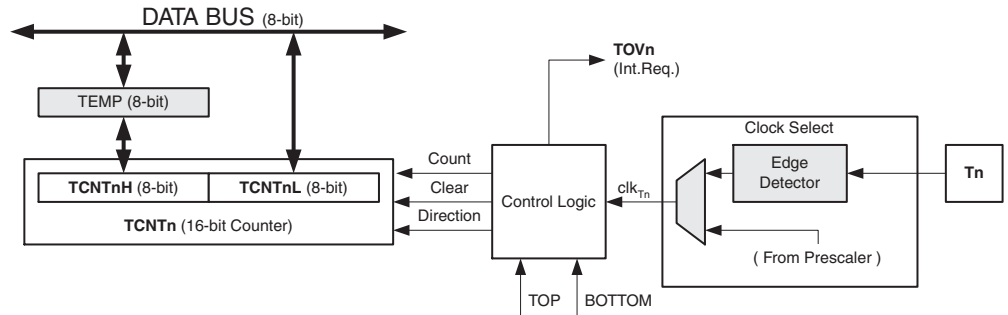 DATA BUS (8-bit)
TOVn
(Int.Req.)
TEMP (8-bit)
Clock Select
Count
Edge
Detector
Tn
TCNTnH (8-bit) TCNTnL (8-bit)
Clear
Control Logic
clkTn
TCNTn (16-bit Counter)
Direction
( From Prescaler )
TOP
BOTTOM